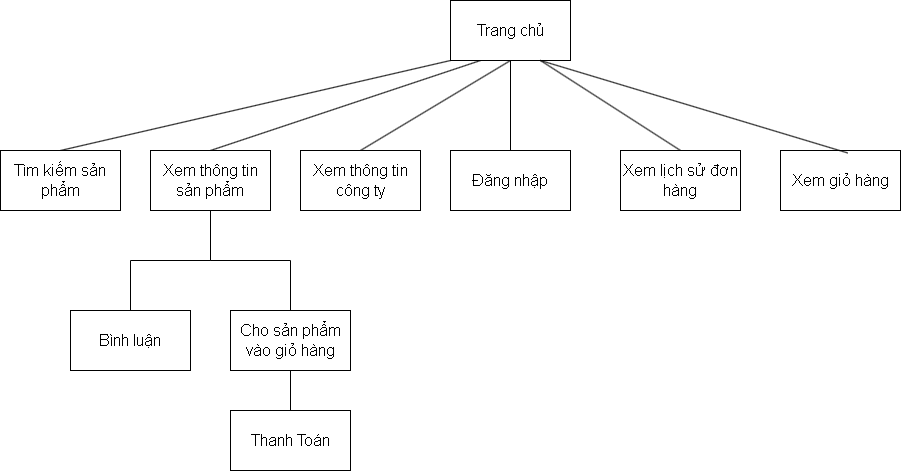 Trang chủ
Tìm kiếm sản
phẩm
Xem thông tin
sản phẩm
Xem thông tin
công ty
Đăng nhập
Xem lịch sử đơn
hàng
Xem giỏ hàng
Bình luận
Cho sản phẩm
vào giỏ hàng
Thanh Toán